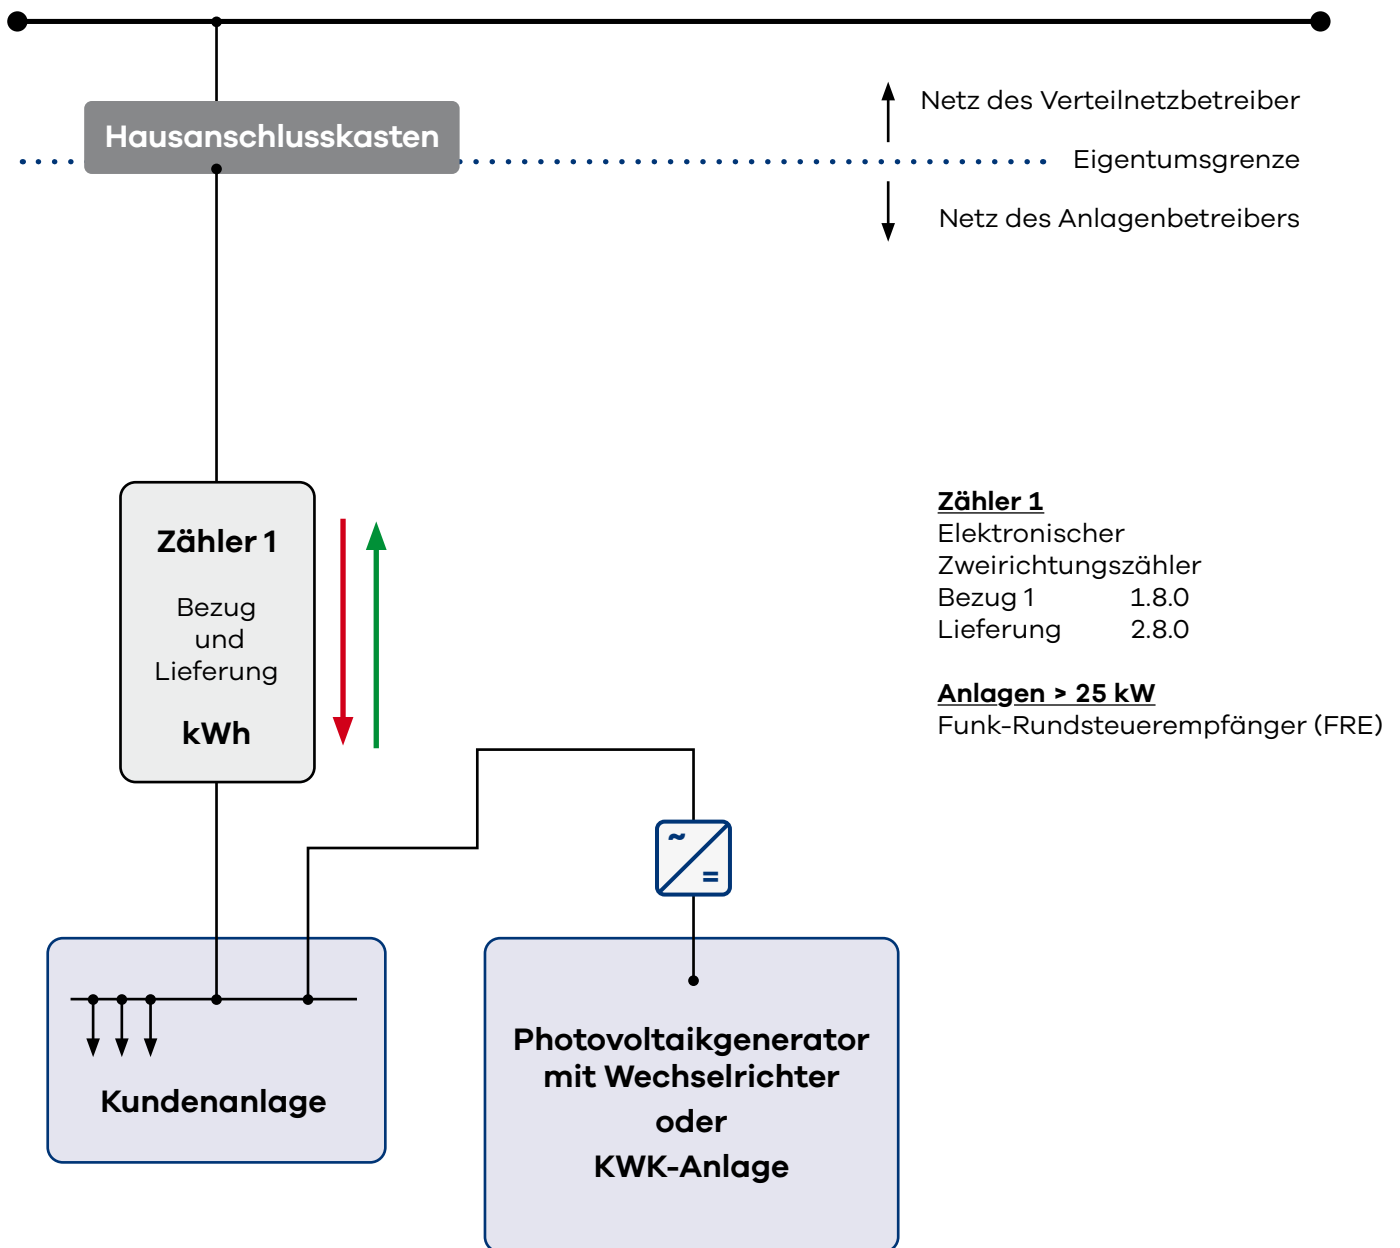 Hausanschlusskasten
Netz des Verteilnetzbetreiber
Eigentumsgrenze
Netz des Anlagenbetreibers
Zähler 1
Bezug
und
Lieferung
kWh
Zähler 1
Elektronischer
Zweirichtungszähler
Bezug 1 1.8.0
Lieferung 2.8.0
Anlagen > 25 kW
Funk-Rundsteuerempfänger (FRE)
~
=
Kundenanlage
Photovoltaikgenerator
mit Wechselrichter
oder
KWK-Anlage